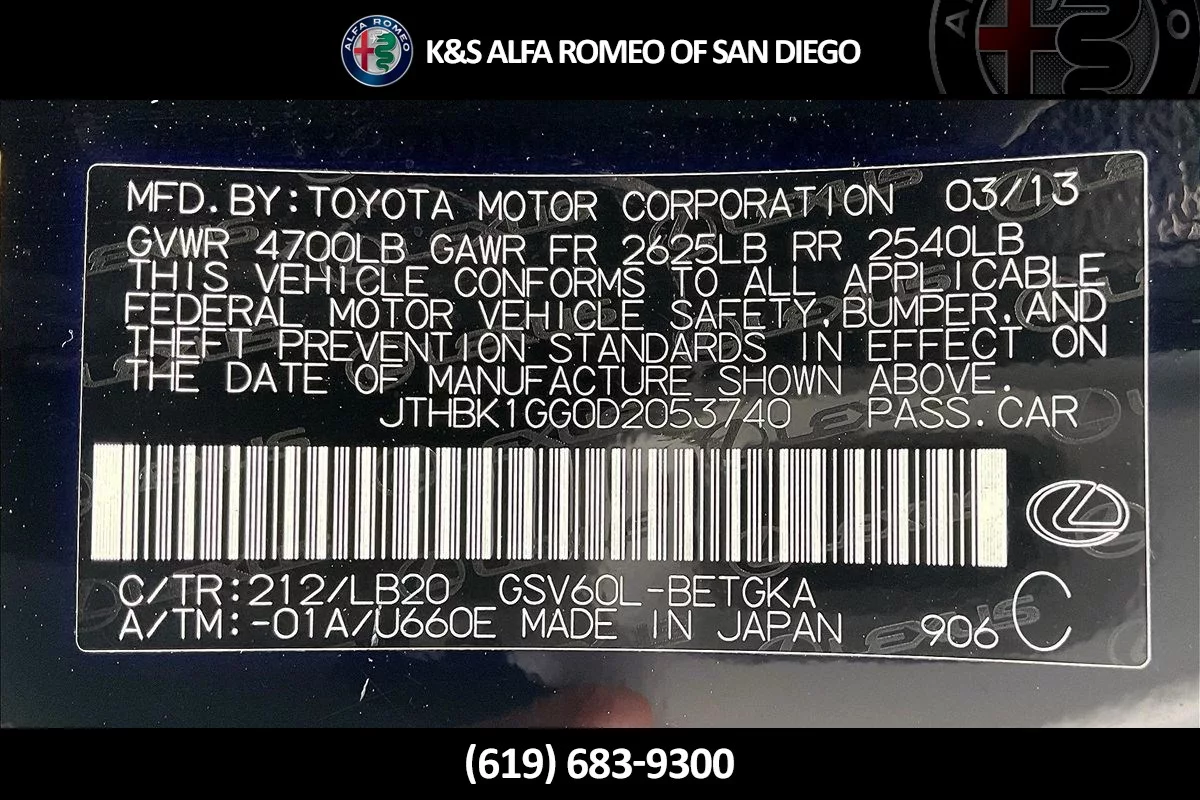 ALFA ROMEO
K&S ALFA ROMEO OF SAN DIEGO
MFD.BY:TOYOTA MOTOR CORPORATION 03/13
GVWR 4700LB GAWR FR 2625LB RR 2540LB
THIS VEHICLE CONFORMS TO ALL APPLICABLE
FEDERAL MOTOR VEHICLE SAFETY,BUMPER,AND
THEFT PREVENTION STANDARDS IN EFFECT ON
THE DATE OF MANUFACTURE SHOWN ABOVE.
JTHBK1GG0D2053740 PASS.CAR
C/TR:212/LB20 GSV60L-BETGKA
A/TM:-01A/U660E MADE IN JAPAN 906 C
(619) 683-9300